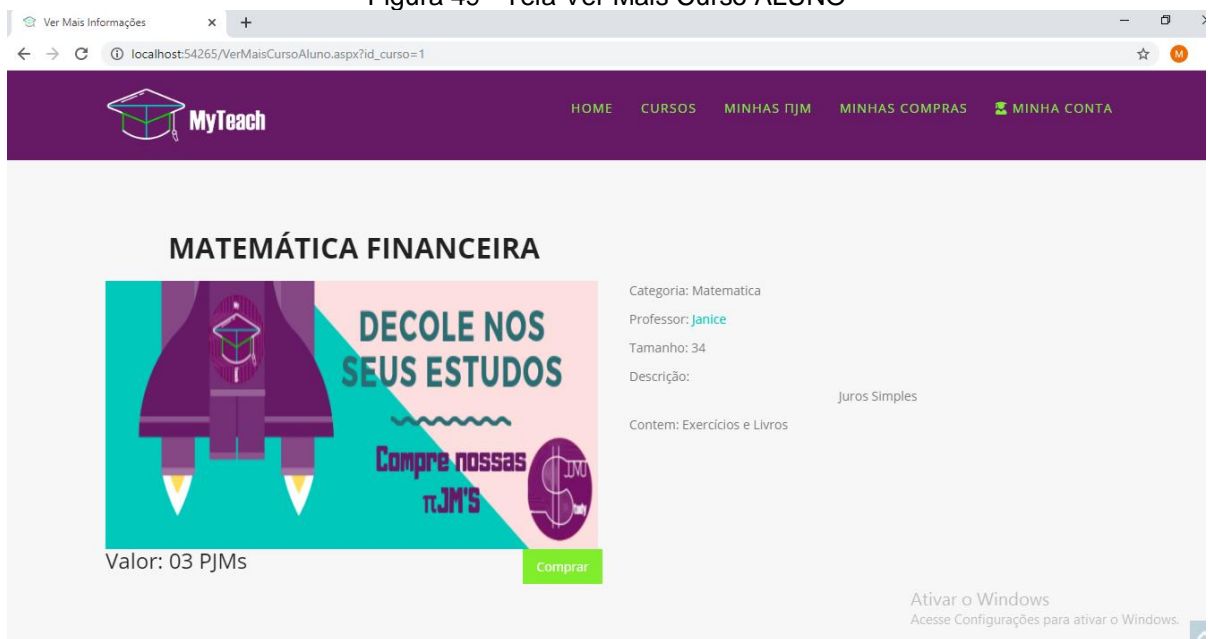 Figura 49 - Tela Ver Mais Curso ALUNO
Ver Mais Informações
localhost:54265/VerMaisCursoAluno.aspx?id_curso=1
M
MyTeach
HOME CURSOS MINHAS ПJM MINHAS COMPRAS MINHA CONTA
MATEMÁTICA FINANCEIRA
DECOLE NOS
SEUS ESTUDOS
Compre nossas
πJM'S
Categoria: Matematica
Professor: Janice
Tamanho: 34
Descrição:
Juros Simples
Contem: Exercícios e Livros
Valor: 03 PJMs
Comprar
Ativar o Windows
Acesse Configurações para ativar o Windows.